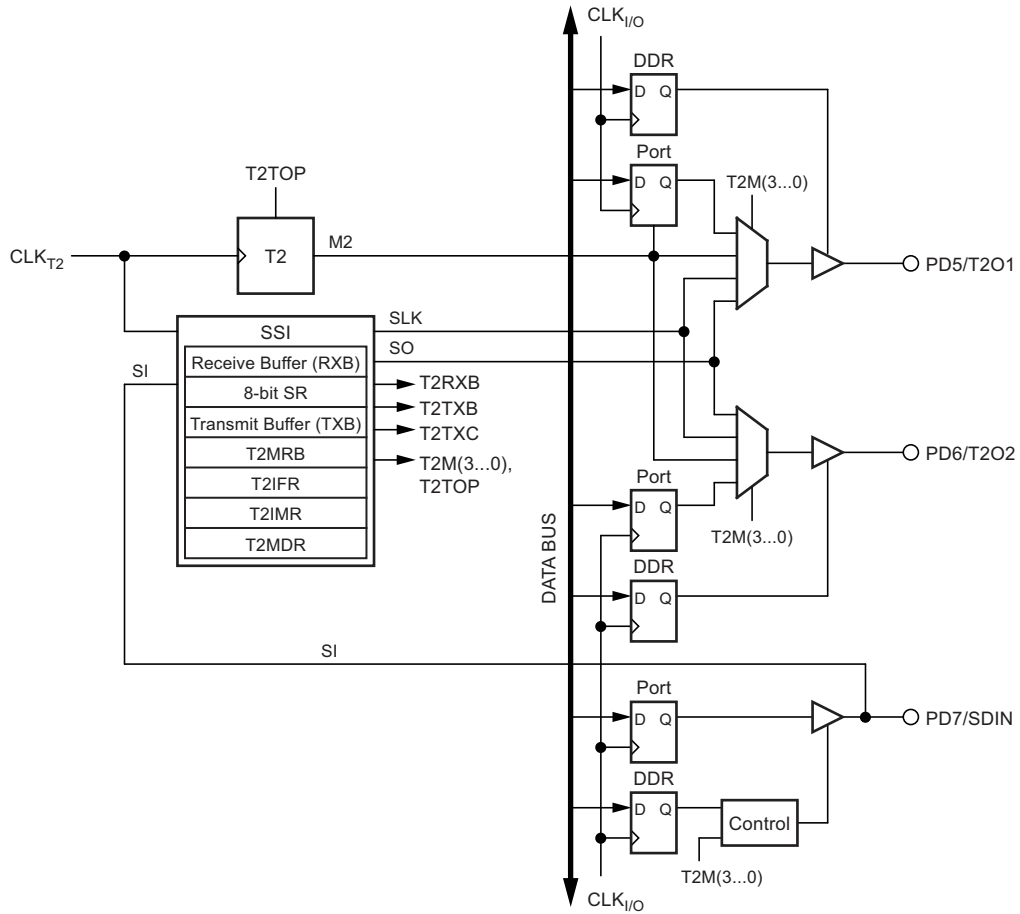 CLKI/O
DDR
D Q
Port
D Q
T2M(3...0)
T2TOP
CLKT2
T2
M2
PD5/T2O1
SSI
SLK
SO
SI
Receive Buffer (RXB)
8-bit SR
Transmit Buffer (TXB)
T2MRB
T2IFR
T2IMR
T2MDR
T2RXB
T2TXB
T2TXC
T2M(3...0),
T2TOP
PD6/T2O2
Port
D Q
T2M(3...0)
DATA BUS
DDR
D Q
SI
Port
D Q
PD7/SDIN
DDR
D Q
Control
T2M(3...0)
CLKI/O